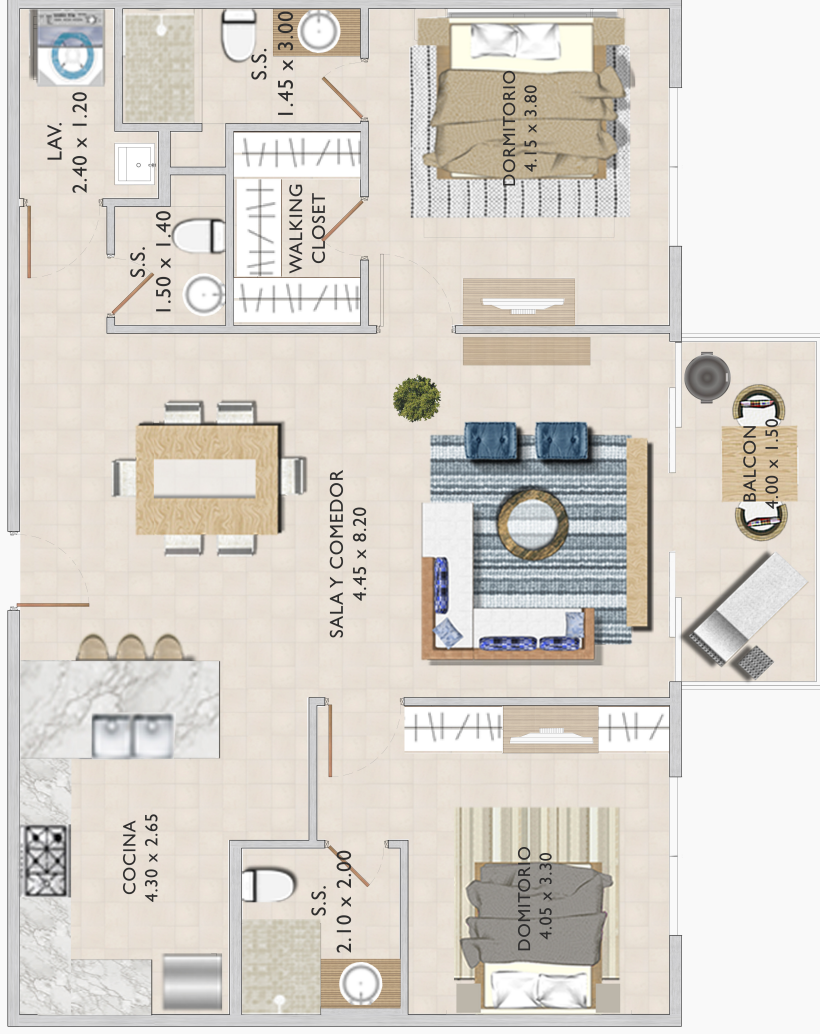 LAV.
2.40 x 1.20
S.S.
1.45 x 3.00
DORMITORIO
4.15 x 3.80
S.S.
1.50 x 1.40
WALKING
CLOSET
SALA Y COMEDOR
4.45 x 8.20
BALCON
4.00 x 1.50
COCINA
4.30 x 2.65
S.S.
2.10 x 2.00
DOMITORIO
4.05 x 3.30